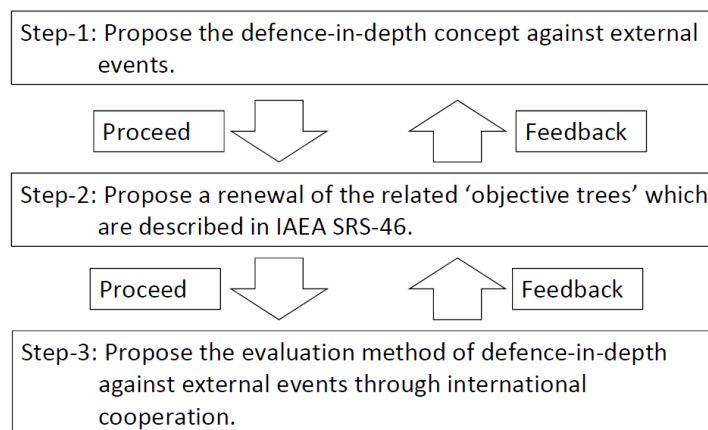 Step-1: Propose the defence-in-depth concept against external
events.
Proceed
Feedback
Step-2: Propose a renewal of the related ‘objective trees’ which
are described in IAEA SRS-46.
Proceed
Feedback
Step-3: Propose the evaluation method of defence-in-depth
against external events through international
cooperation.